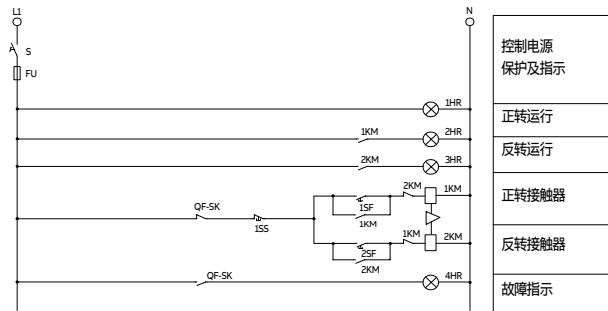 L1
N
S
FU
控制电源
保护及指示
1HR
正转运行
1KM
2HR
反转运行
2KM
3HR
QF-SK
1SS
1SF
1KM
2KM
1KM
正转接触器
2SF
2KM
1KM
2KM
反转接触器
QF-SK
4HR
故障指示